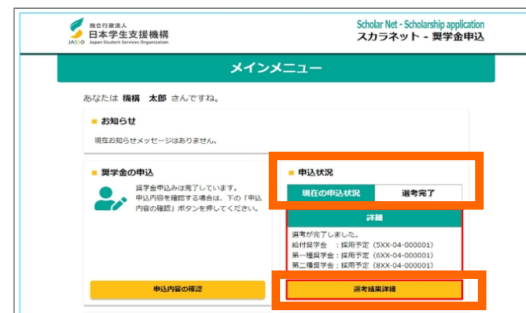 独立行政法人
日本学生支援機構
JASSO Japan Student Services Organization
Scholar Net - Scholarship application
スカラネット - 奨学金申込
メインメニュー
あなたは 機構 太郎 さんですね。
お知らせ
現在お知らせメッセージはありません。
奨学金の申込
奨学金申込みは完了しています。
申込内容を確認する場合は、下の「申込
内容の確認」ボタンを押してください。
申込内容の確認
申込状況
現在の申込状況 選考完了
詳細
選考が完了しました。
給付奨学金 ：採用予定（5XX-04-000001）
第一種奨学金：採用予定（6XX-04-000001）
第二種奨学金：採用予定（8XX-04-000001）
選考結果詳細